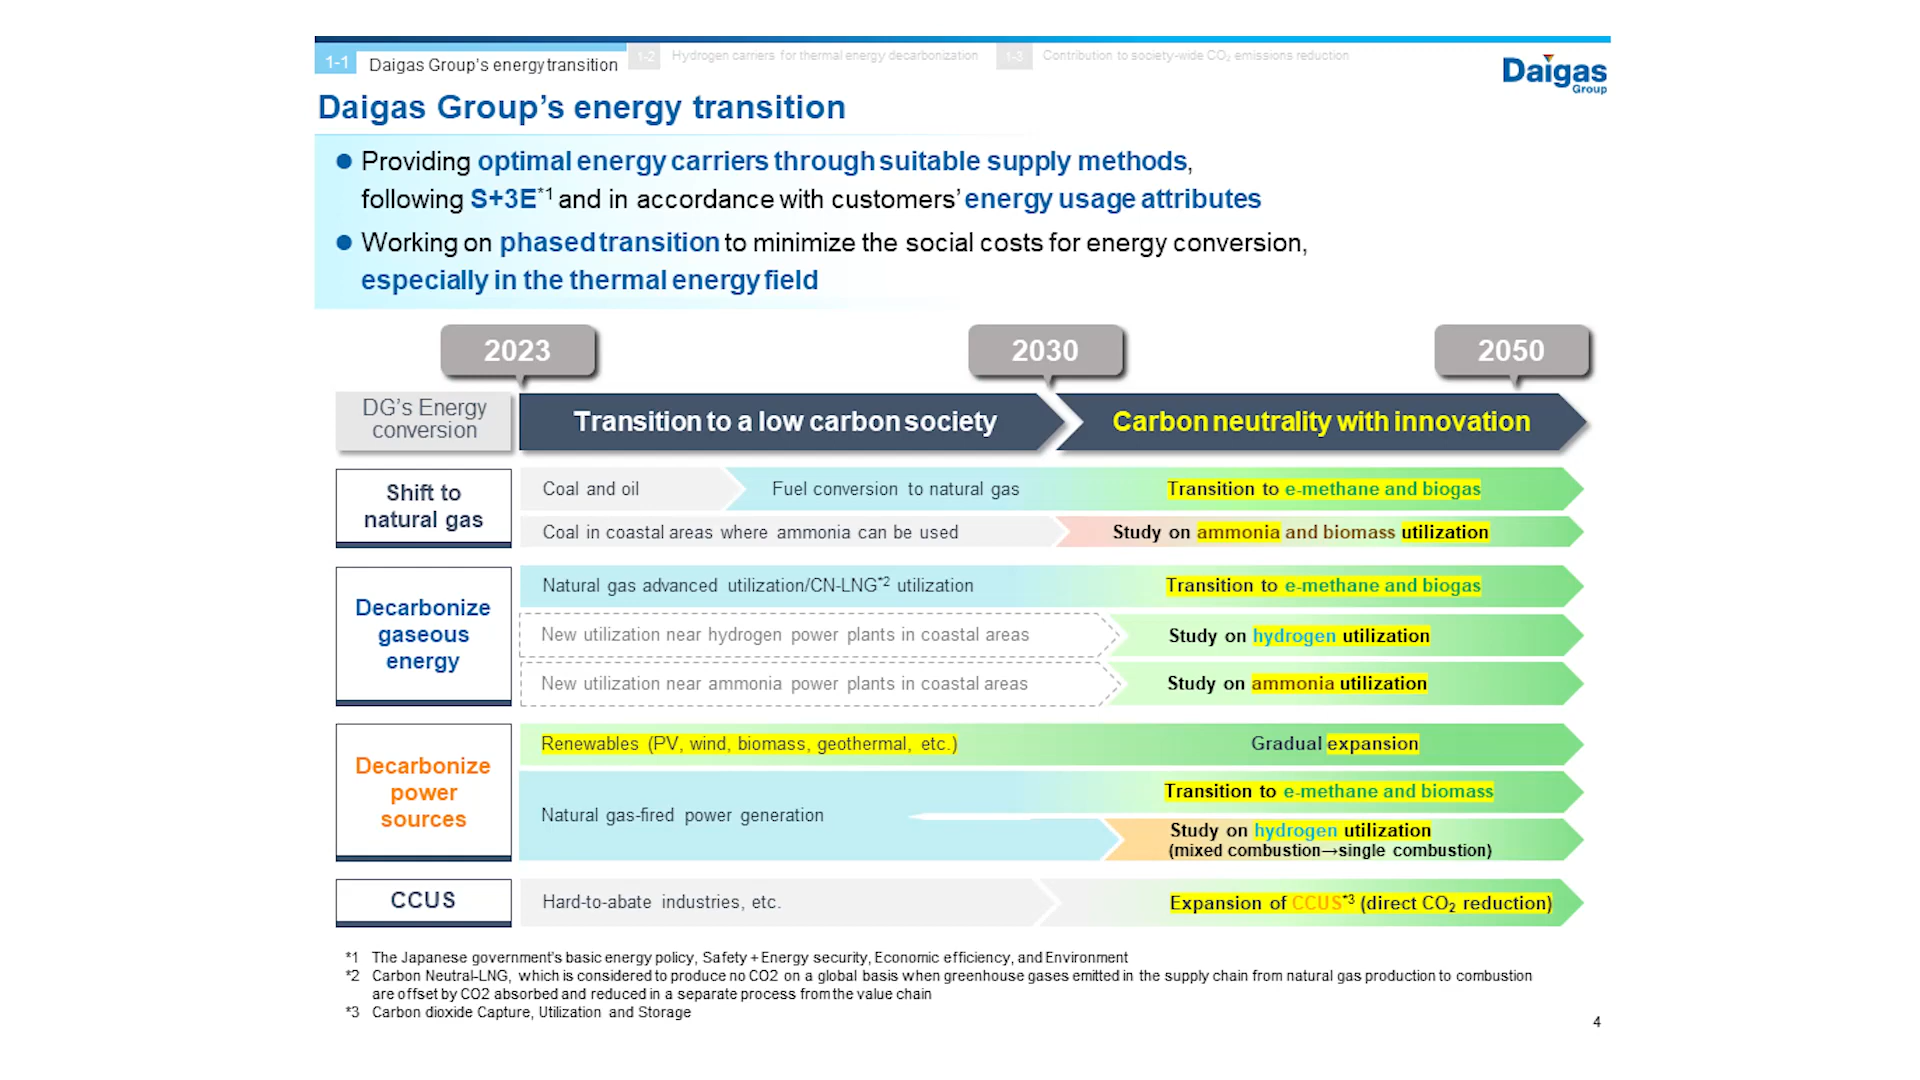 1-1 Daigas Group's energy transition 1-2 Hydrogen carriers for thermal energy decarbonization 1-3 Contribution to society-wide CO₂ emissions reduction
Daigas
Group
Daigas Group's energy transition
● Providing optimal energy carriers through suitable supply methods,
following S+3E*1 and in accordance with customers' energy usage attributes
● Working on phased transition to minimize the social costs for energy conversion,
especially in the thermal energy field
2023 2030 2050
DG's Energy
conversion
Transition to a low carbon society
Carbon neutrality with innovation
Shift to
natural gas
Coal and oil
Fuel conversion to natural gas
Transition to e-methane and biogas
Coal in coastal areas where ammonia can be used
Study on ammonia and biomass utilization
Decarbonize
gaseous
energy
Natural gas advanced utilization/CN-LNG*2 utilization
Transition to e-methane and biogas
New utilization near hydrogen power plants in coastal areas
Study on hydrogen utilization
New utilization near ammonia power plants in coastal areas
Study on ammonia utilization
Decarbonize
power
sources
Renewables (PV, wind, biomass, geothermal, etc.)
Gradual expansion
Natural gas-fired power generation
Transition to e-methane and biomass
Study on hydrogen utilization
(mixed combustion→single combustion)
CCUS
Hard-to-abate industries, etc.
Expansion of CCUS*3 (direct CO₂ reduction)
*1 The Japanese government's basic energy policy, Safety + Energy security, Economic efficiency, and Environment
*2 Carbon Neutral-LNG, which is considered to produce no CO2 on a global basis when greenhouse gases emitted in the supply chain from natural gas production to combustion
are offset by CO2 absorbed and reduced in a separate process from the value chain
*3 Carbon dioxide Capture, Utilization and Storage
4